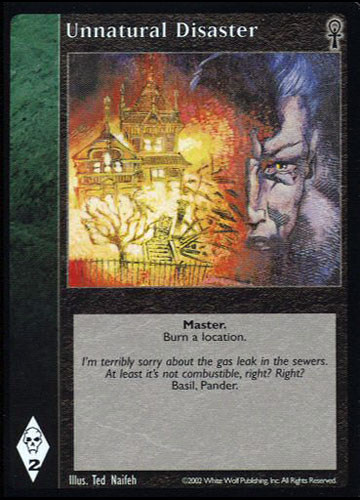 Unnatural Disaster
Master.
Burn a location.
I'm terribly sorry about the gas leak in the sewers.
At least it's not combustible, right? Right?
Basil, Pander.
2
Illus. Ted Naifeh
©2002 White Wolf Publishing, Inc. All Rights Reserved.